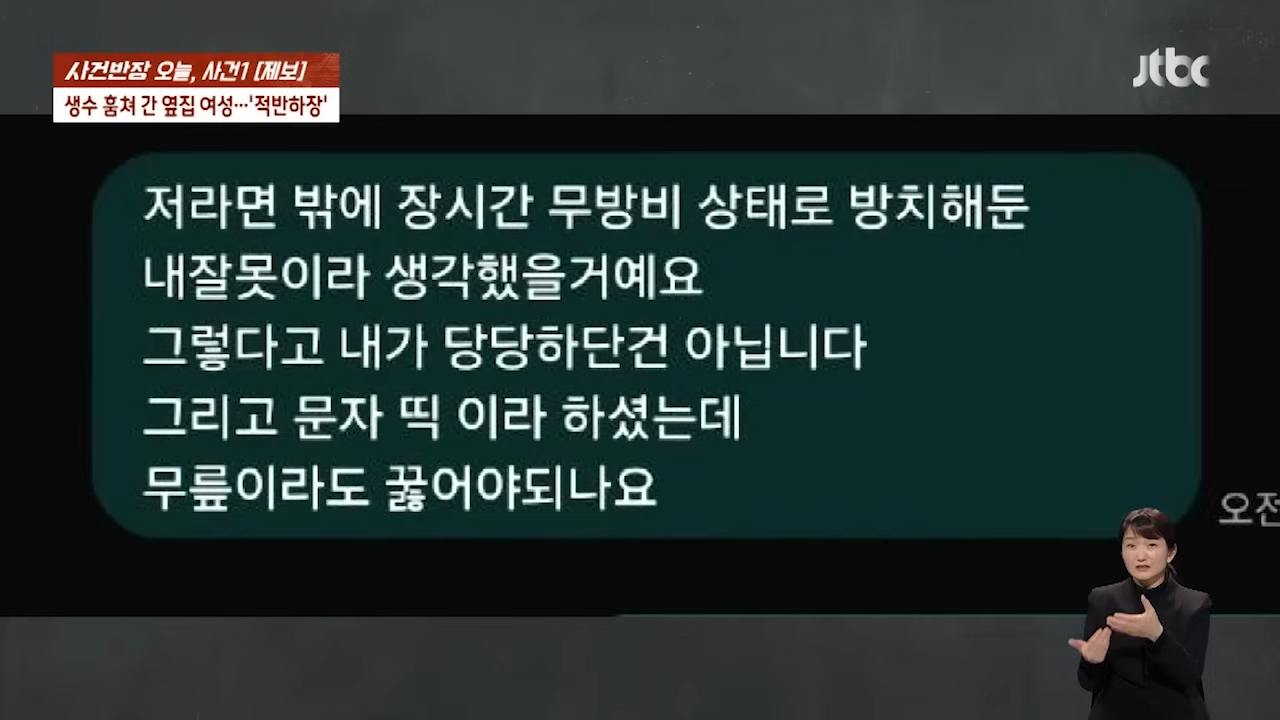 사건반장 오늘, 사건1 [제보]
생수 훔쳐 간 옆집 여성…'적반하장'
jtbc
저라면 밖에 장시간 무방비 상태로 방치해둔
내잘못이라 생각했을거예요
그렇다고 내가 당당하단건 아닙니다
그리고 문자 띡 이라 하셨는데
무릎이라도 꿇어야되나요
오전